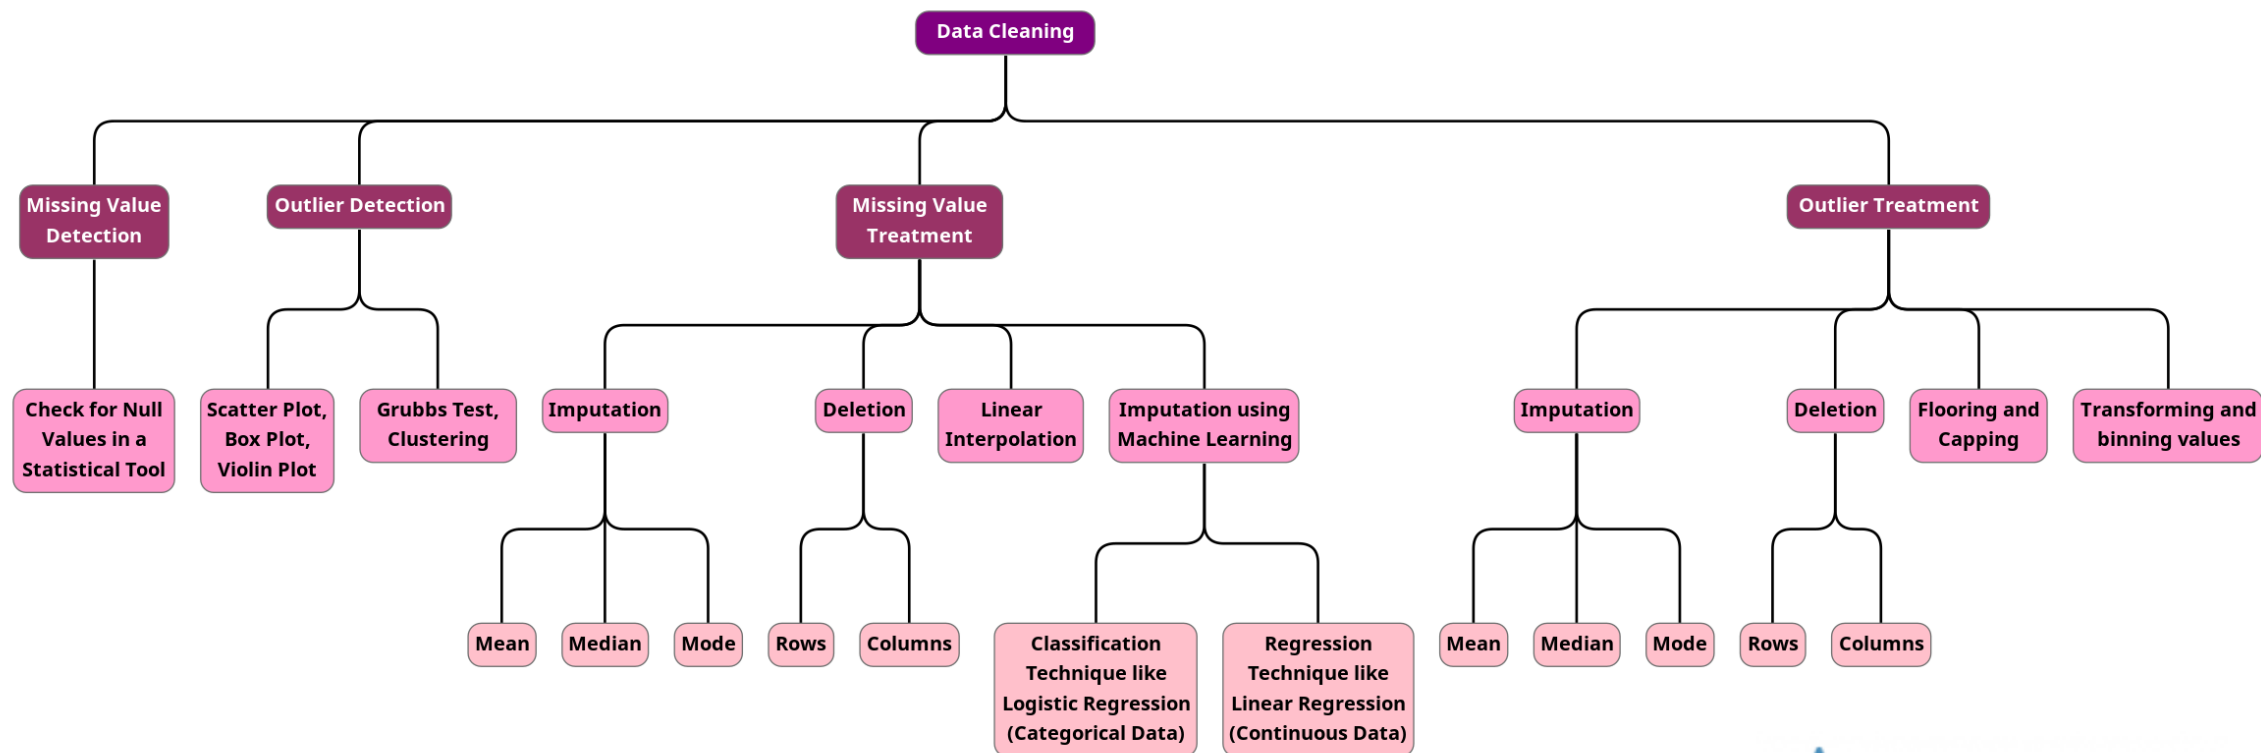 Data Cleaning
Missing Value
Detection
Outlier Detection
Missing Value
Treatment
Outlier Treatment
Check for Null
Values in a
Statistical Tool
Scatter Plot,
Box Plot,
Violin Plot
Grubbs Test,
Clustering
Imputation
Deletion
Linear
Interpolation
Imputation using
Machine Learning
Imputation
Deletion
Flooring and
Capping
Transforming and
binning values
Mean
Median
Mode
Rows
Columns
Classification
Technique like
Logistic Regression
(Categorical Data)
Regression
Technique like
Linear Regression
(Continuous Data)
Mean
Median
Mode
Rows
Columns